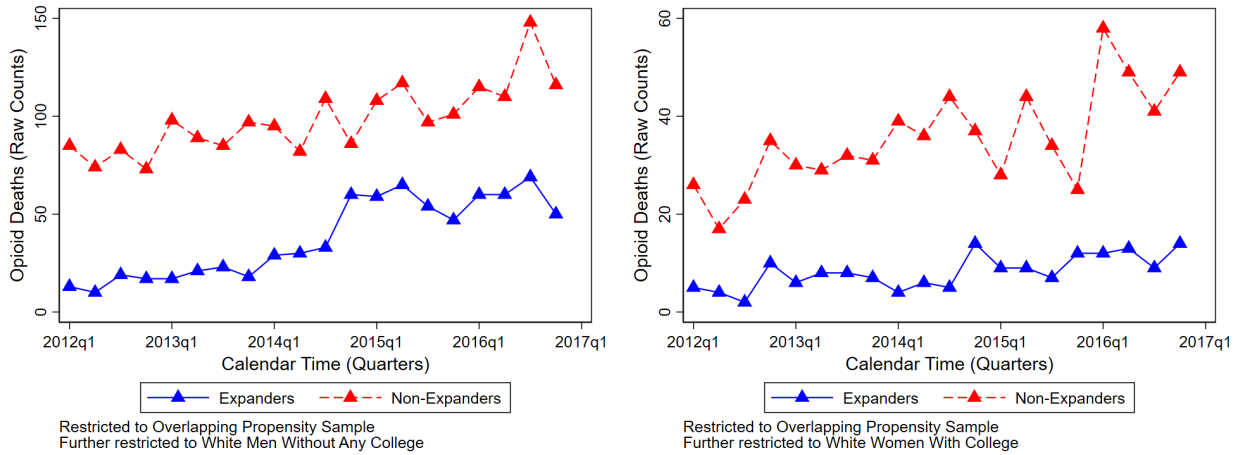 Opioid Deaths (Raw Counts)
150
100
50
0
2012q1 2013q1 2014q1 2015q1 2016q1 2017q1
Calendar Time (Quarters)
Expanders Non-Expanders
Restricted to Overlapping Propensity Sample
Further restricted to White Men Without Any College
Opioid Deaths (Raw Counts)
60
40
20
0
2012q1 2013q1 2014q1 2015q1 2016q1 2017q1
Calendar Time (Quarters)
Expanders Non-Expanders
Restricted to Overlapping Propensity Sample
Further restricted to White Women With College